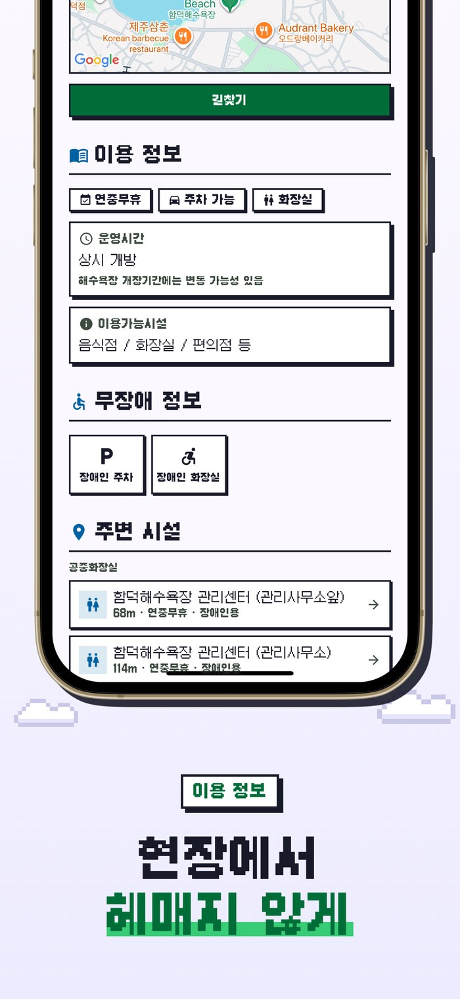 덕점
Beach
함덕해수욕장
제주삼춘
Korean barbecue
restaurant
Audrant Bakery
오드랑베이커리
Google
길찾기
이용 정보
연중무휴
주차 가능
화장실
운영시간
상시 개방
해수욕장 개장기간에는 변동 가능성 있음
이용가능시설
음식점 / 화장실 / 편의점 등
무장애 정보
P
장애인 주차
장애인 화장실
주변 시설
공중화장실
함덕해수욕장 관리센터 (관리사무소앞)
68m · 연중무휴 · 장애인용
함덕해수욕장 관리센터 (관리사무소)
114m · 연중무휴 · 장애인용
이용 정보
현장에서
헤매지 않게